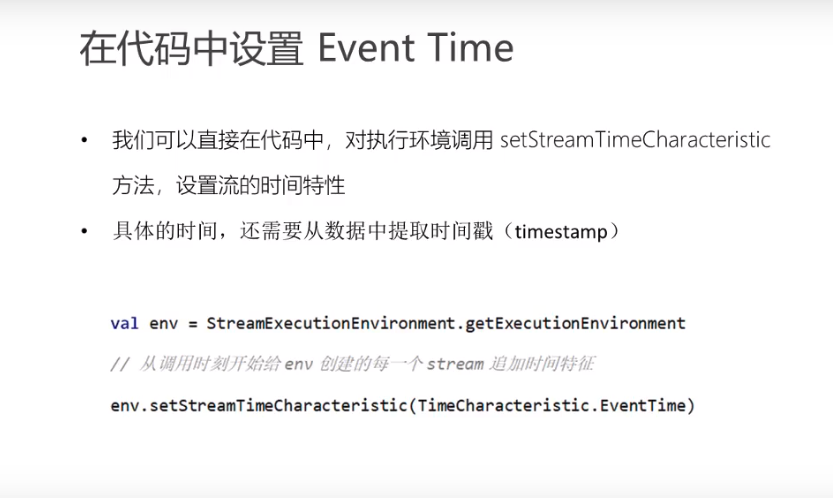 在代码中设置 Event Time
• 我们可以直接在代码中，对执行环境调用 setStreamTimeCharacteristic
方法，设置流的时间特性
• 具体的时间，还需要从数据中提取时间戳（timestamp）
val env = StreamExecutionEnvironment.getExecutionEnvironment
// 从调用时刻开始给 env 创建的每一个 stream 追加时间特征
env.setStreamTimeCharacteristic(TimeCharacteristic.EventTime)